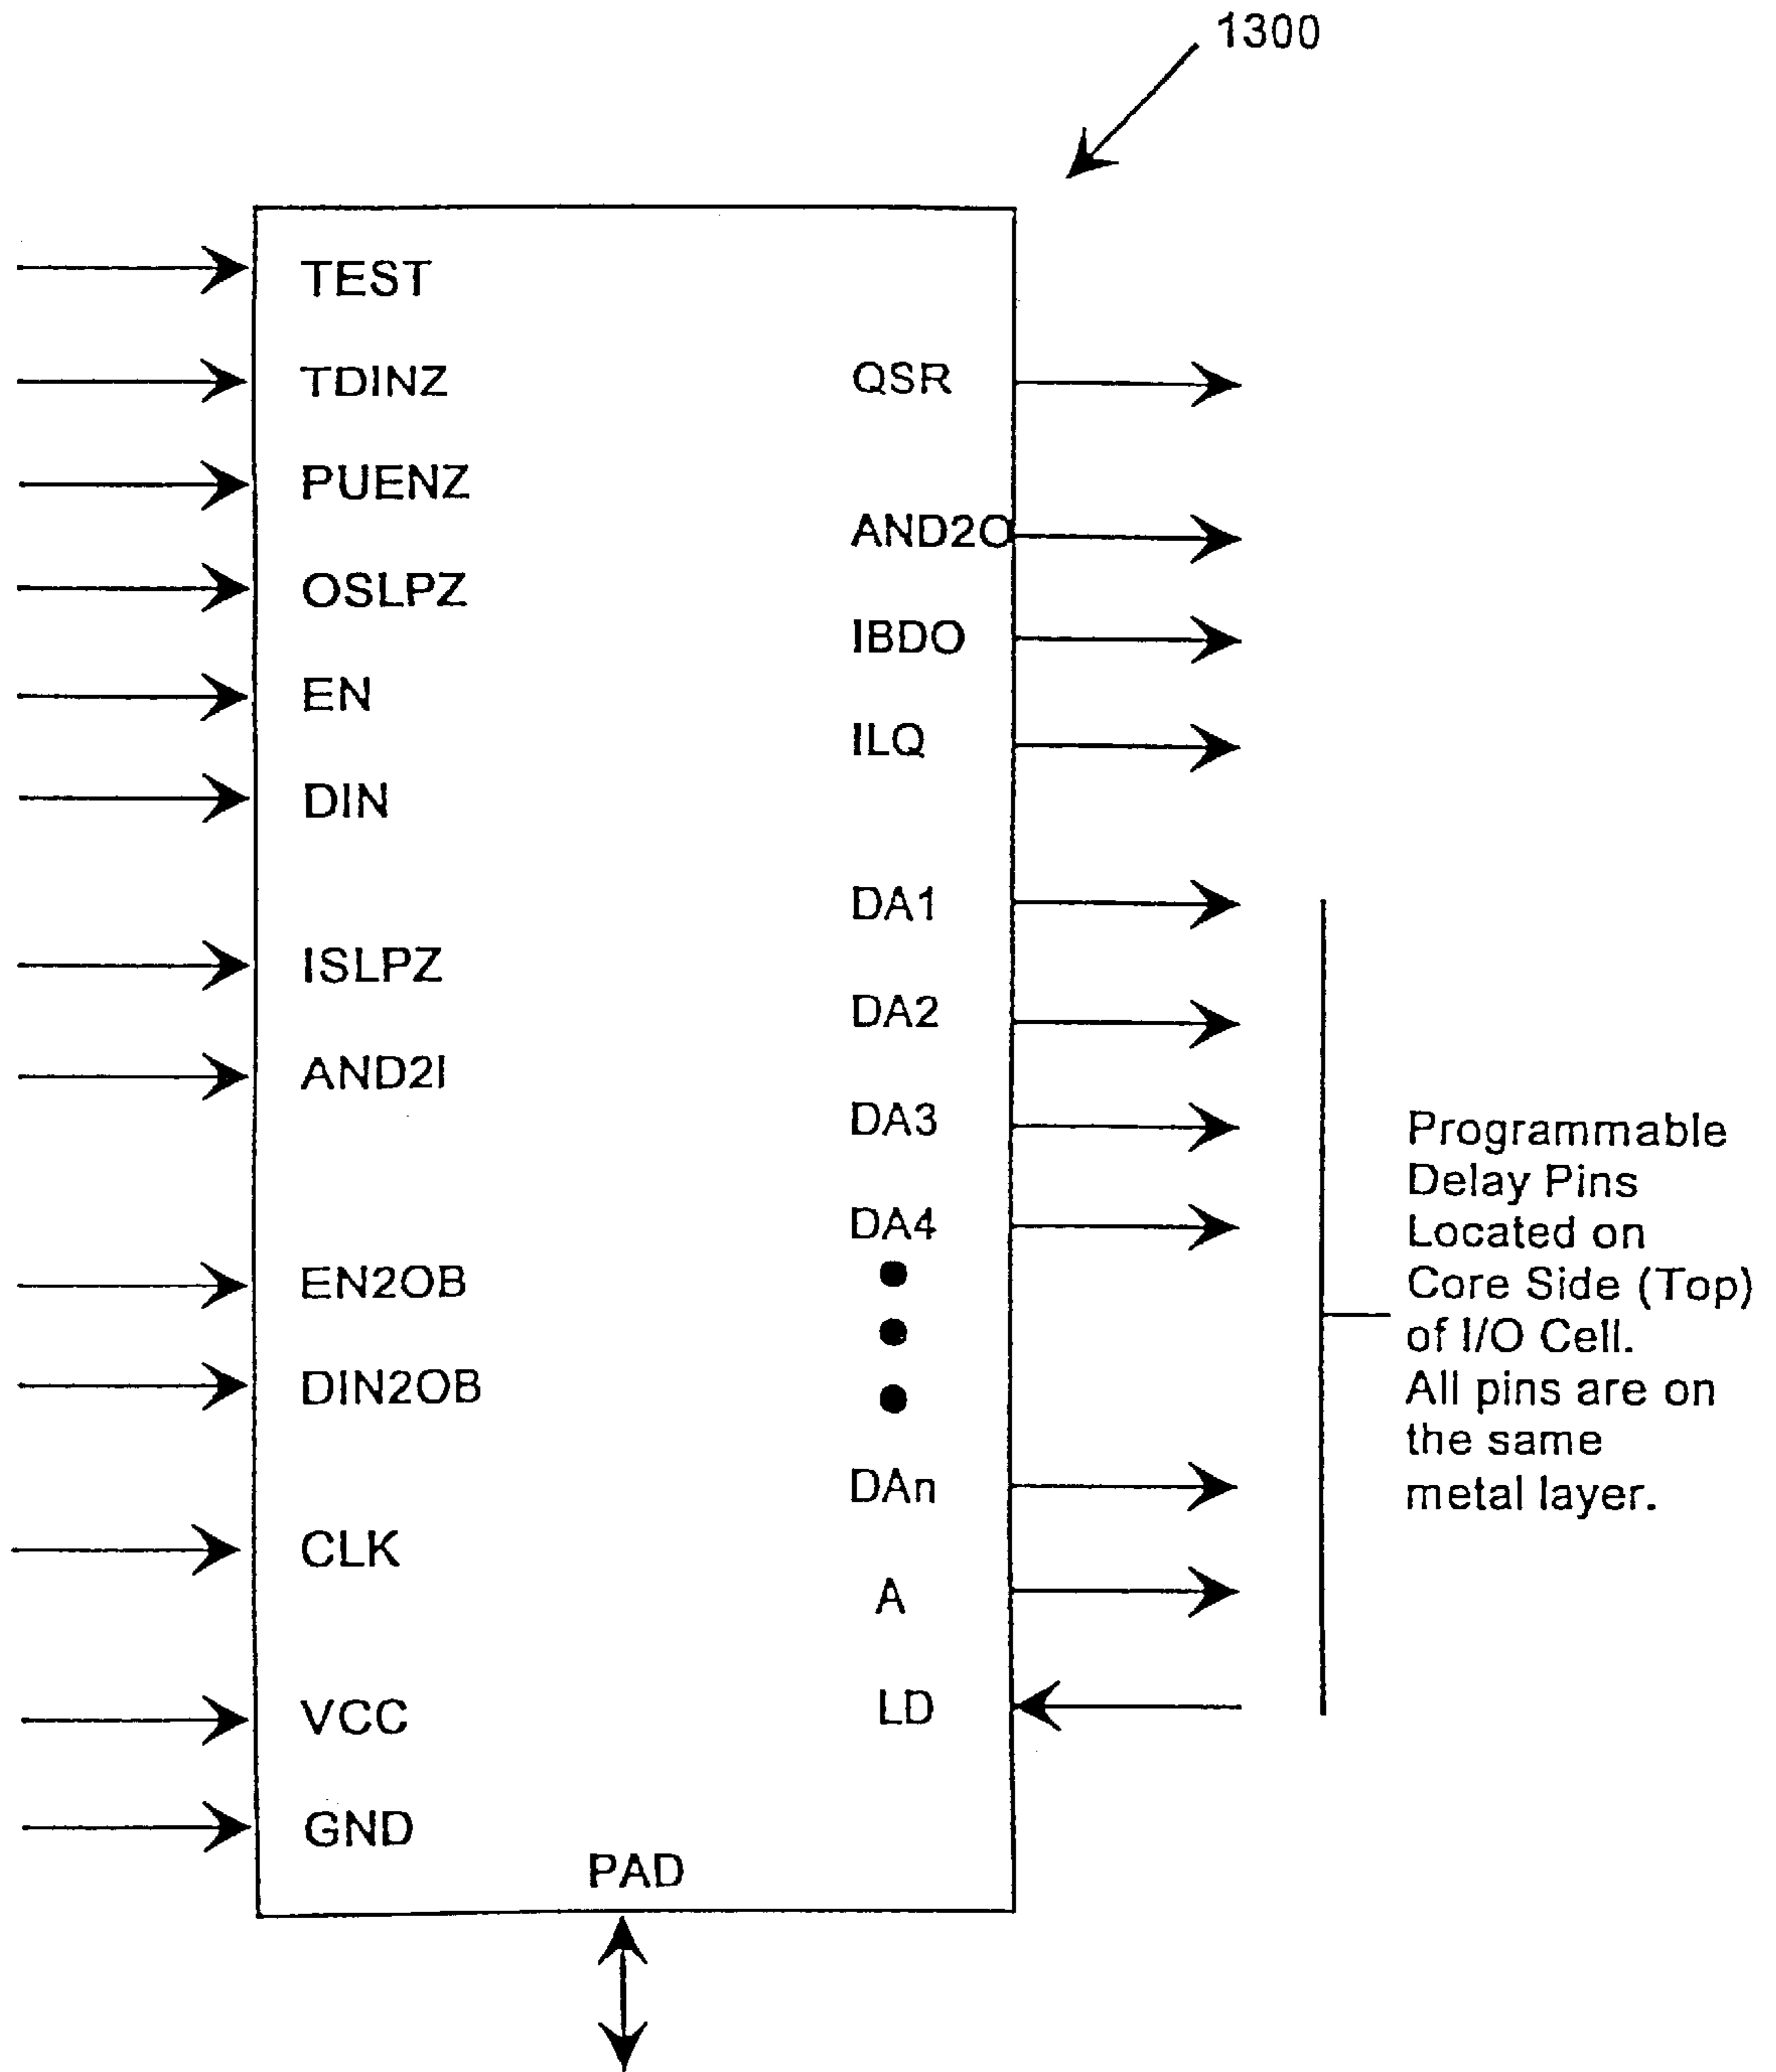 1300
TEST
TDINZ
PUENZ
OSLPZ
EN
DIN
ISLPZ
AND2I
EN2OB
DIN2OB
CLK
VCC
GND
PAD
QSR
AND2O
IBDO
ILQ
DA1
DA2
DA3
DA4
DAn
A
LD
Programmable
Delay Pins
Located on
Core Side (Top)
of I/O Cell.
All pins are on
the same
metal layer.